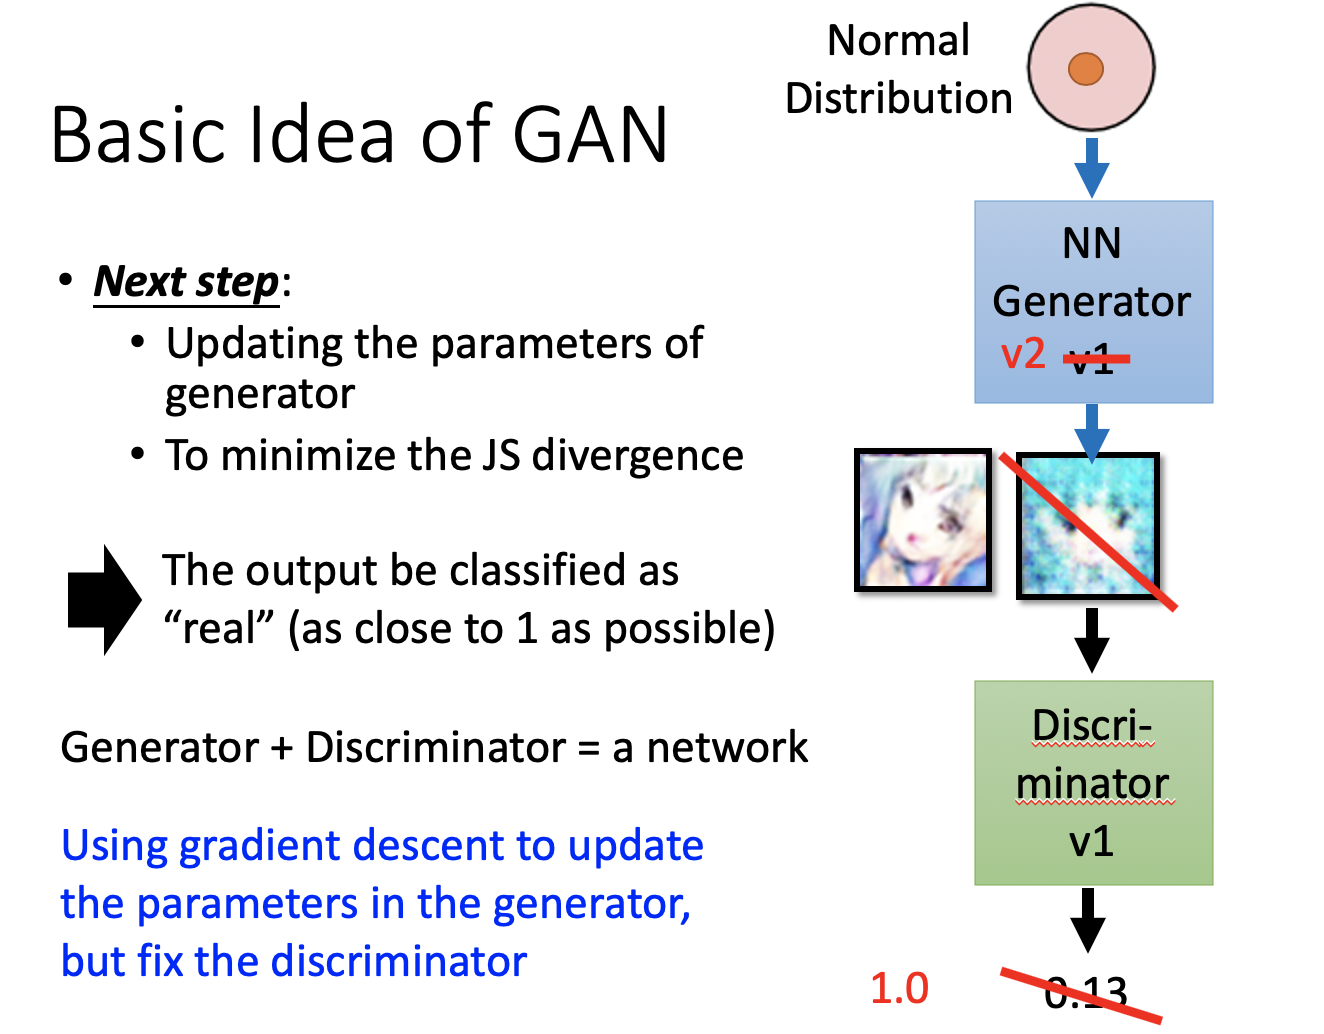 Normal
Distribution
Basic Idea of GAN
• Next step:
• Updating the parameters of
generator
• To minimize the JS divergence
The output be classified as
“real” (as close to 1 as possible)
Generator + Discriminator = a network
Using gradient descent to update
the parameters in the generator,
but fix the discriminator
NN
Generator
v2 v1
Discri-
minator
v1
1.0 0.13